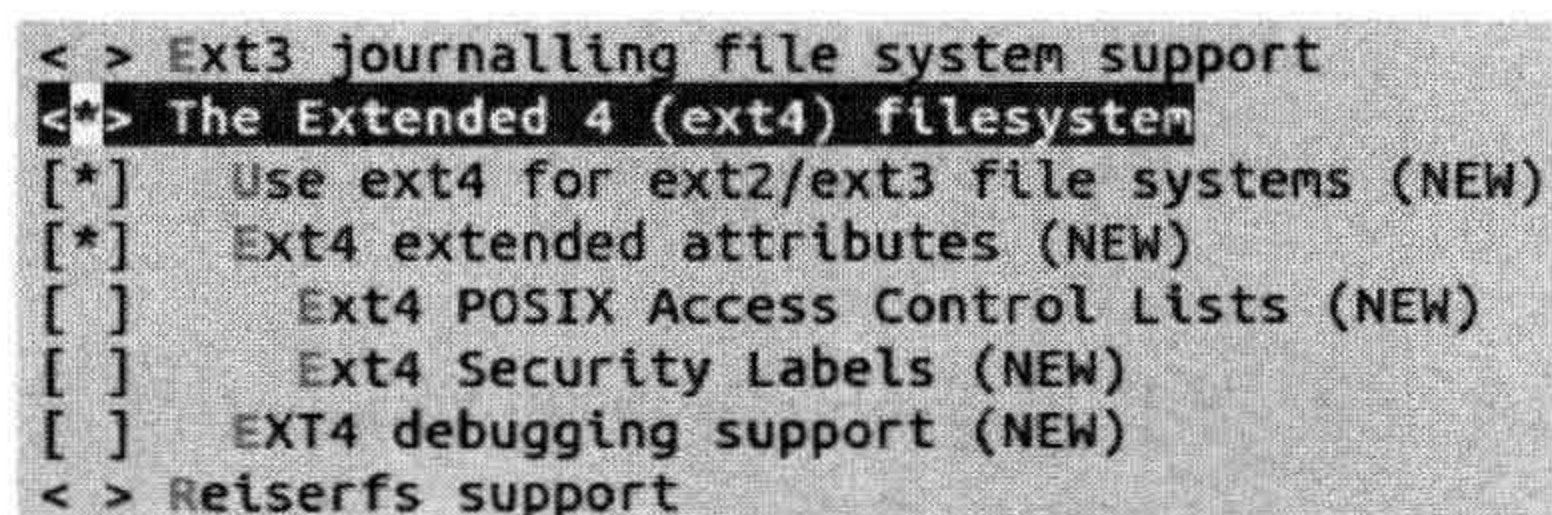 < > Ext3 journalling file system support
<*> The Extended 4 (ext4) filesystem
[*] Use ext4 for ext2/ext3 file systems (NEW)
[*] Ext4 extended attributes (NEW)
[ ] Ext4 POSIX Access Control Lists (NEW)
[ ] Ext4 Security Labels (NEW)
[ ] EXT4 debugging support (NEW)
< > Reiserfs support